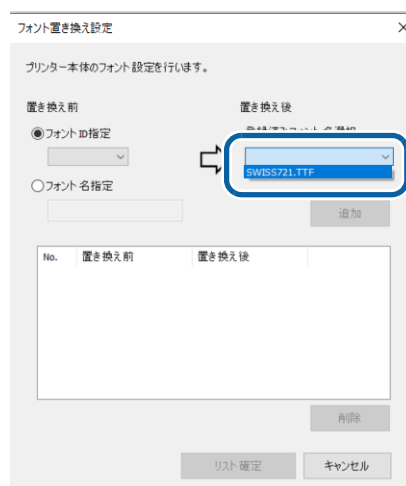 フォント置き換え設定
プリンター本体のフォント設定を行います。
置き換え前
置き換え後
フォントID指定
SWISS721.TTF
フォント名指定
追加
No. 置き換え前 置き換え後
削除
リスト確定 キャンセル